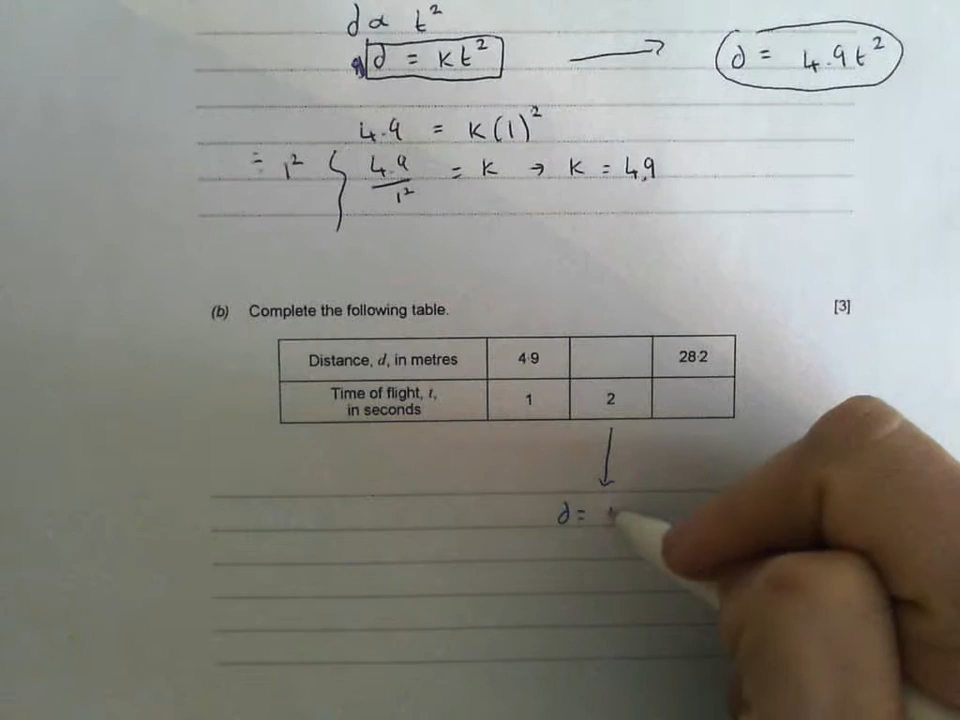 d ∝ t²
d = kt² → d = 4.9t²
4.9 = k(1)²
÷ 1² { 4.9/1² = k → k = 4.9
(b) Complete the following table. [3]
Distance, d, in metres 4·9 28·2
Time of flight, t, in seconds 1 2
d =